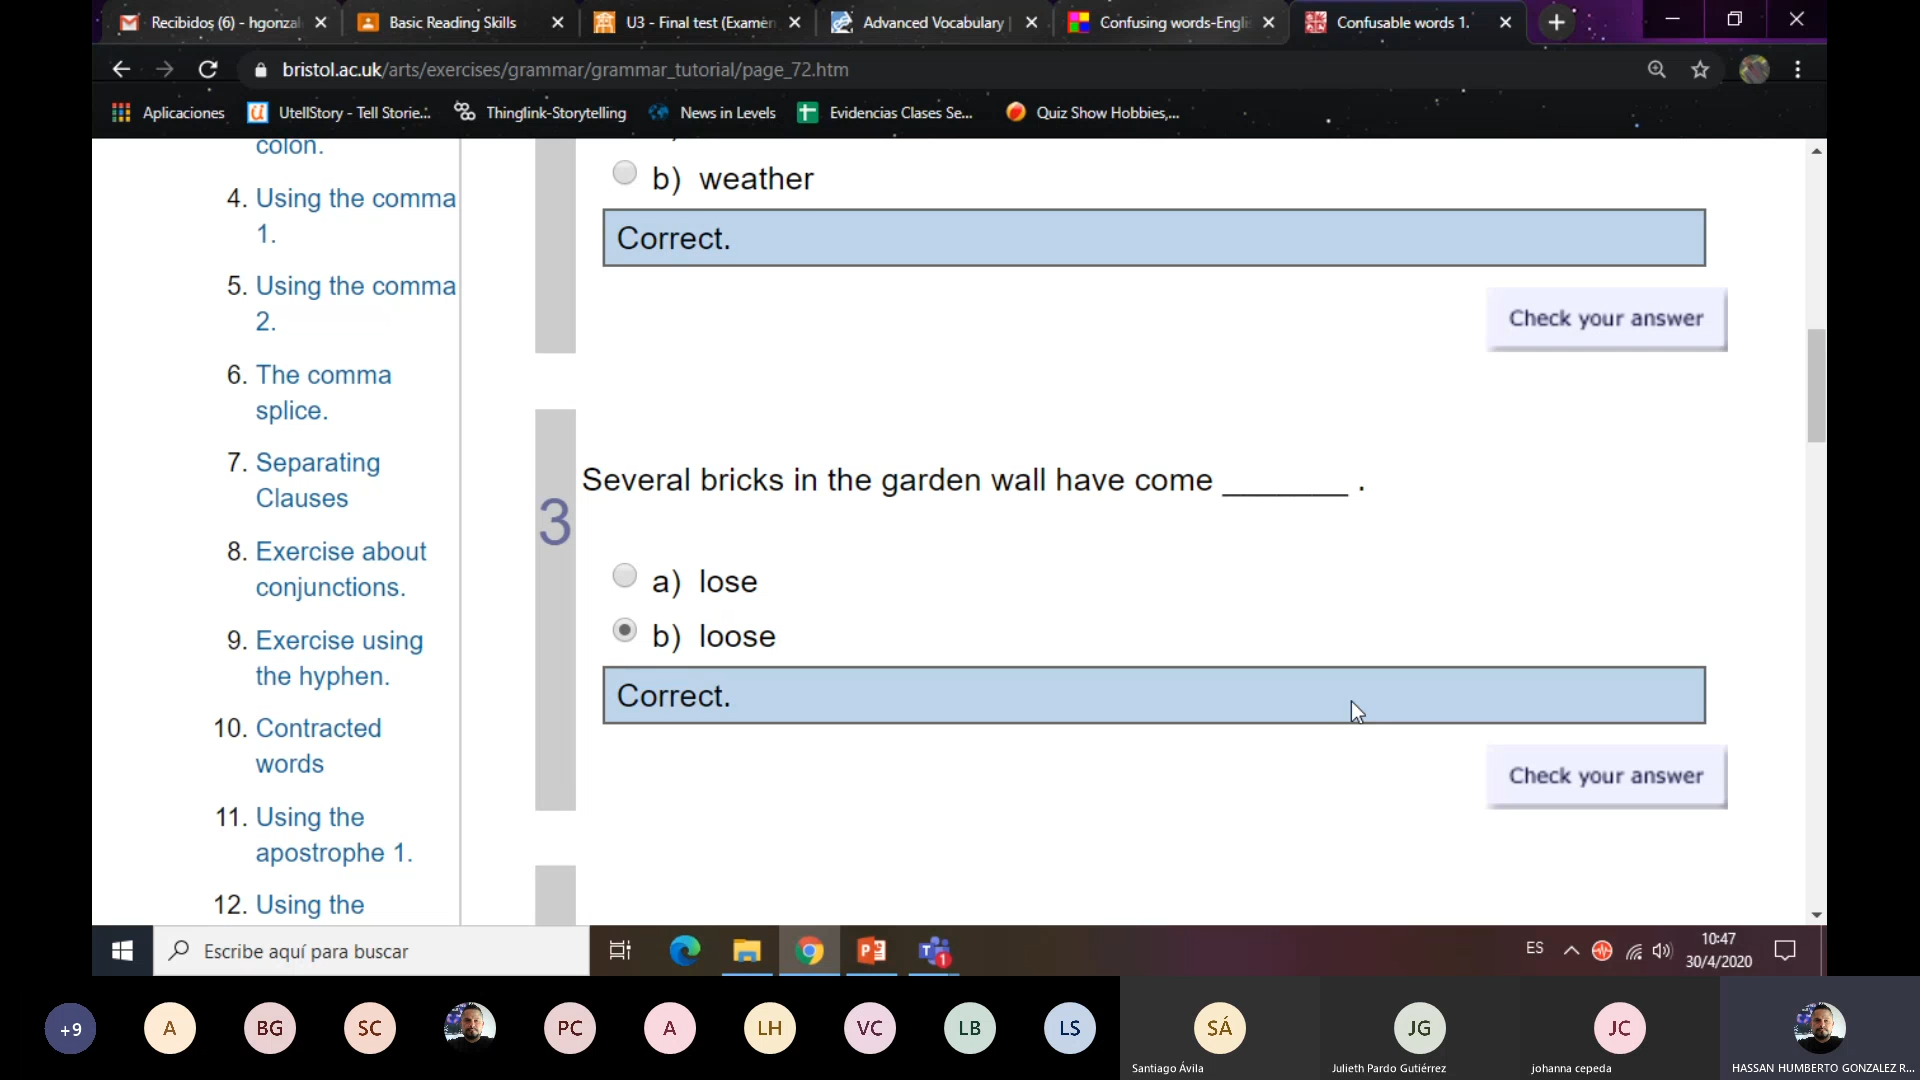 Recibidos (6) - hgonzal
Basic Reading Skills
U3 - Final test (Examen
Advanced Vocabulary |
Confusing words-Engli
Confusable words 1.
bristol.ac.uk/arts/exercises/grammar/grammar_tutorial/page_72.htm
Aplicaciones
UtellStory - Tell Storie...
Thinglink-Storytelling
News in Levels
Evidencias Clases Se...
Quiz Show Hobbies,...
colon.
4. Using the comma
1.
5. Using the comma
2.
6. The comma
splice.
7. Separating
Clauses
8. Exercise about
conjunctions.
9. Exercise using
the hyphen.
10. Contracted
words
11. Using the
apostrophe 1.
12. Using the
b) weather
Correct.
Check your answer
3
Several bricks in the garden wall have come ________ .
a) lose
b) loose
Correct.
Check your answer
Escribe aquí para buscar
1
ES
10:47
30/4/2020
+9
A
BG
SC
PC
A
LH
VC
LB
LS
SÁ
JG
JC
Santiago Ávila
Julieth Pardo Gutiérrez
johanna cepeda
HASSAN HUMBERTO GONZALEZ R...